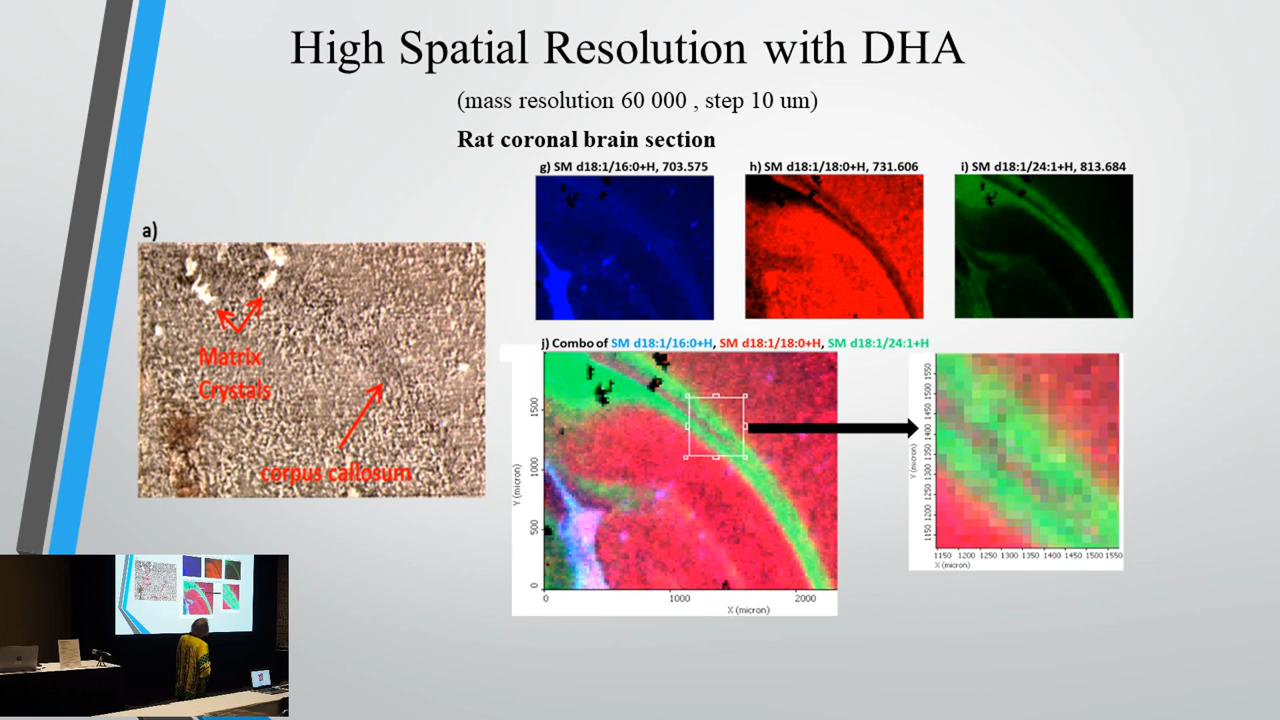 High Spatial Resolution with DHA
(mass resolution 60 000 , step 10 um)
Rat coronal brain section
g) SM d18:1/16:0+H, 703.575
h) SM d18:1/18:0+H, 731.606
i) SM d18:1/24:1+H, 813.684
a)
Matrix
Crystals
corpus callosum
j) Combo of SM d18:1/16:0+H, SM d18:1/18:0+H, SM d18:1/24:1+H
Y (micron)
1500
1000
500
0
0 1000 2000
X (micron)
Y (micron)
1550
1500
1450
1400
1350
1300
1250
1200
1150
1150 1200 1250 1300 1350 1400 1450 1500 1550
X (micron)